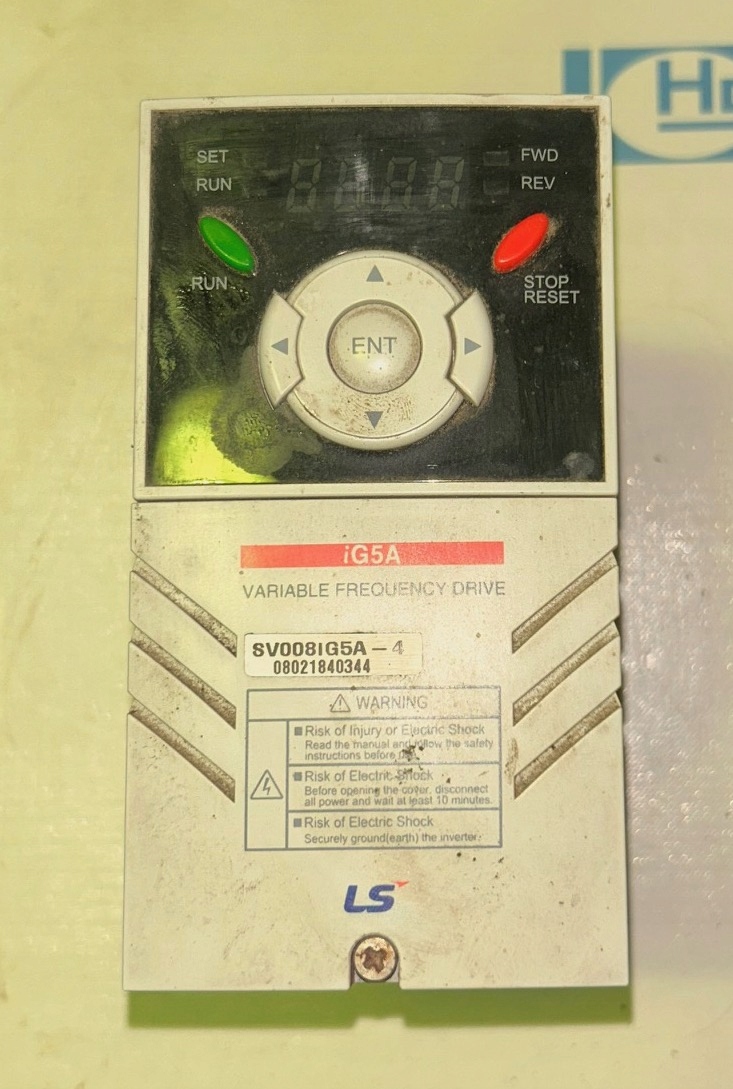 SET
RUN
FWD
REV
RUN
STOP
RESET
ENT
iG5A
VARIABLE FREQUENCY DRIVE
SV008IG5A-4
08021840344
WARNING
Risk of Injury or Electric Shock
Read the manual and follow the safety
instructions before
Risk of Electric Shock
Before opening the cover, disconnect
all power and wait at least 10 minutes.
Risk of Electric Shock
Securely ground(earth) the inverter.
LS